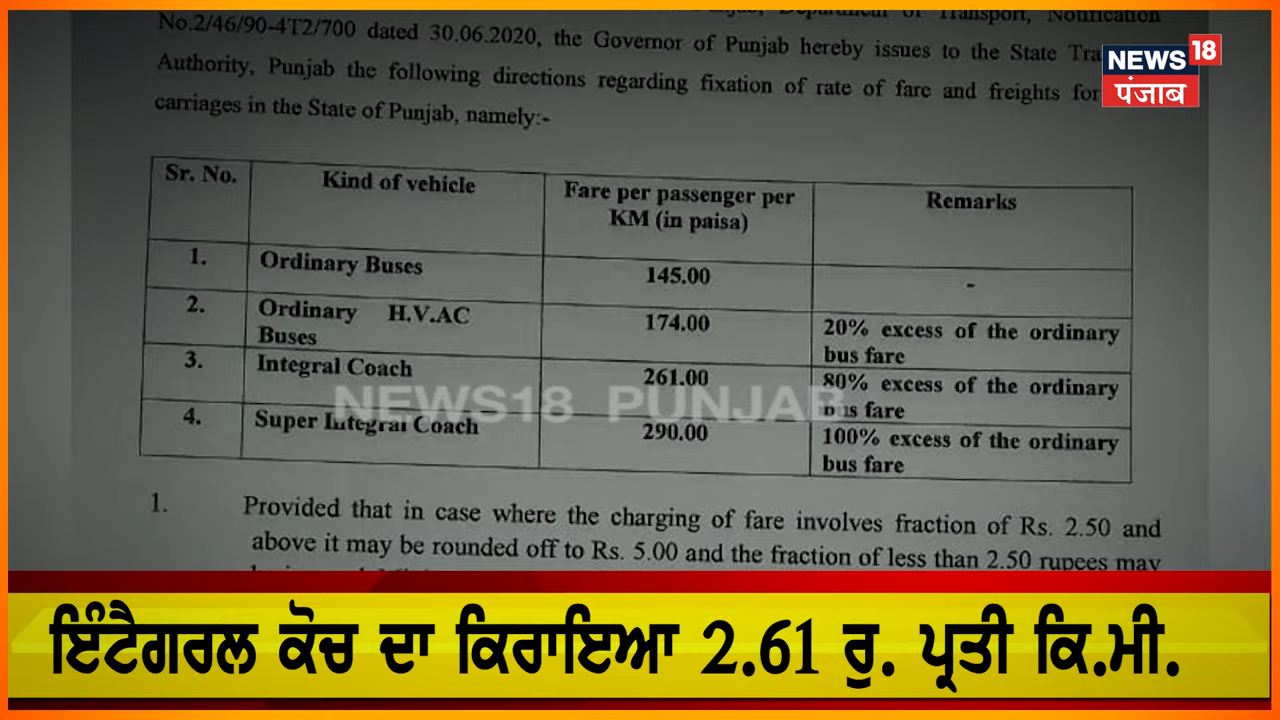 Punjab, Department of Transport, Notification
No.2/46/90-4T2/700 dated 30.06.2020, the Governor of Punjab hereby issues to the State
Authority, Punjab the following directions regarding fixation of rate of fare and freights for
carriages in the State of Punjab, namely:-
NEWS 18
ਪੰਜਾਬ
Sr. No. Kind of vehicle Fare per passenger per KM (in paisa) Remarks
1. Ordinary Buses 145.00 -
2. Ordinary H.V.AC Buses 174.00 20% excess of the ordinary bus fare
3. Integral Coach 261.00 80% excess of the ordinary bus fare
4. Super Integral Coach 290.00 100% excess of the ordinary bus fare
NEWS18 PUNJAB
1. Provided that in case where the charging of fare involves fraction of Rs. 2.50 and
above it may be rounded off to Rs. 5.00 and the fraction of less than 2.50 rupees may
ਇੰਟੈਗਰਲ ਕੋਚ ਦਾ ਕਿਰਾਇਆ 2.61 ਰੁ. ਪ੍ਰਤੀ ਕਿ.ਮੀ.